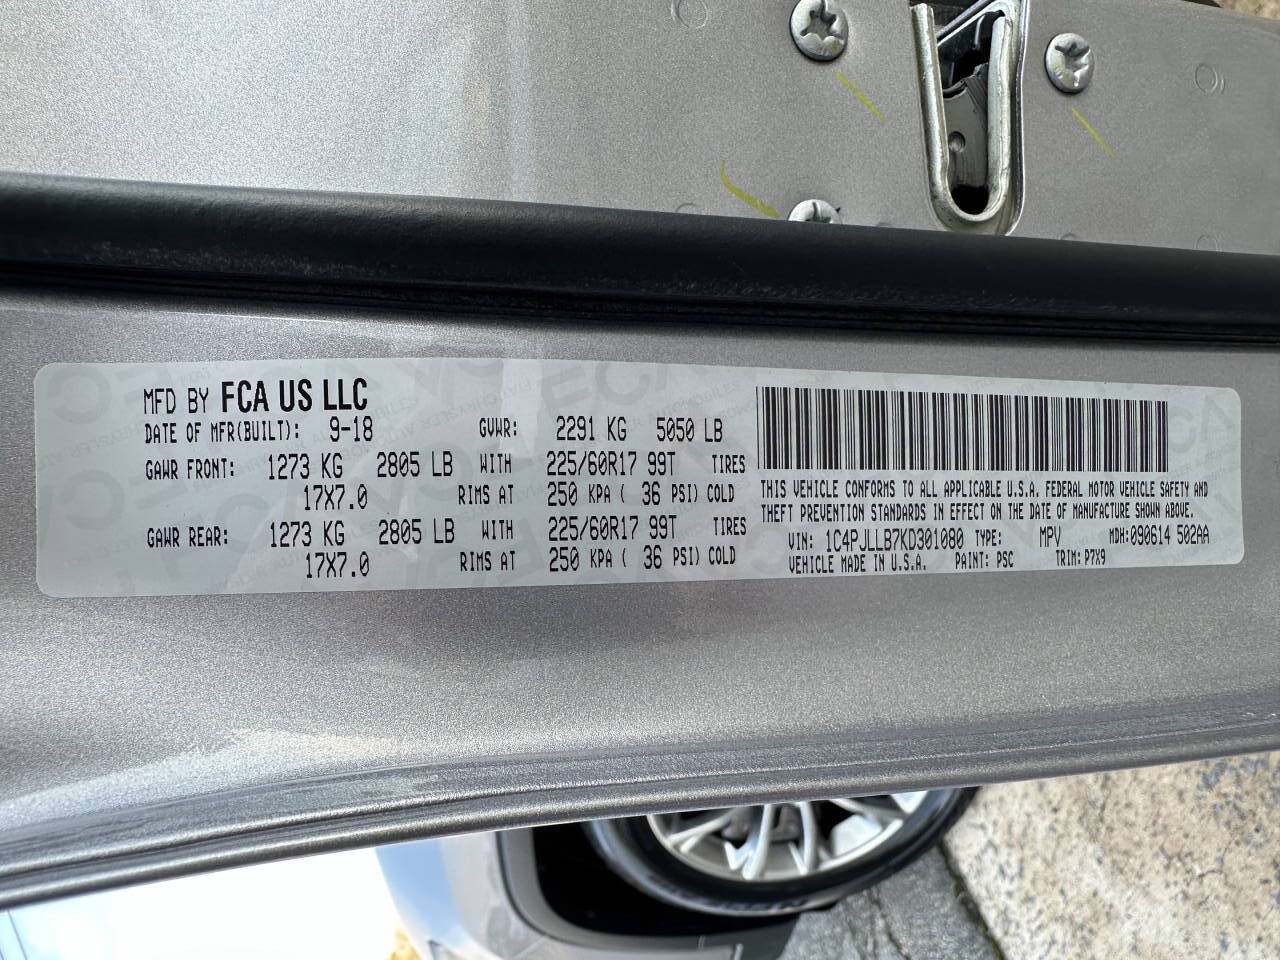 MFD BY FCA US LLC
DATE OF MFR(BUILT): 9-18 GVWR: 2291 KG 5050 LB
GAWR FRONT: 1273 KG 2805 LB WITH 225/60R17 99T TIRES
17X7.0 RIMS AT 250 KPA ( 36 PSI) COLD
GAWR REAR: 1273 KG 2805 LB WITH 225/60R17 99T TIRES
17X7.0 RIMS AT 250 KPA ( 36 PSI) COLD
THIS VEHICLE CONFORMS TO ALL APPLICABLE U.S.A. FEDERAL MOTOR VEHICLE SAFETY AND
THEFT PREVENTION STANDARDS IN EFFECT ON THE DATE OF MANUFACTURE SHOWN ABOVE.
VIN: 1C4PJLLB7KD301080 TYPE: MPV MDH:090614 502AA
VEHICLE MADE IN U.S.A. PAINT: PSC TRIM: P7X9